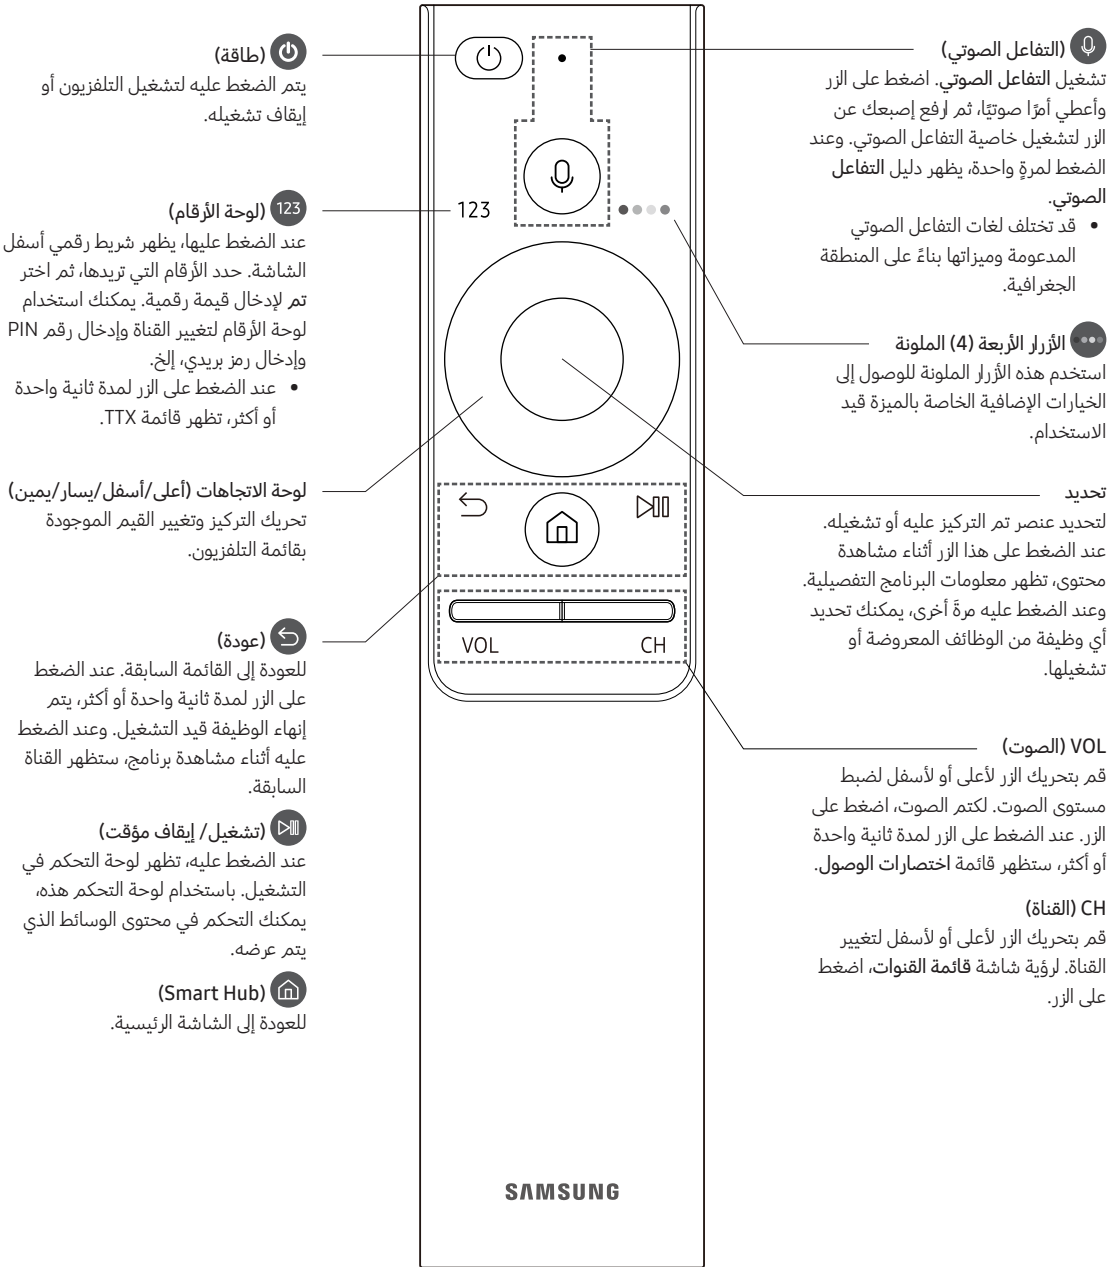 (التفاعل الصوتي)
تشغيل التفاعل الصوتي. اضغط على الزر
وأعطي أمرًا صوتيًا، ثم ارفع إصبعك عن
الزر لتشغيل خاصية التفاعل الصوتي. وعند
الضغط لمرةٍ واحدة، يظهر دليل التفاعل
الصوتي.
• قد تختلف لغات التفاعل الصوتي
المدعومة وميزاتها بناءً على المنطقة
الجغرافية.
الأزرار الأربعة (4) الملونة
استخدم هذه الأزرار الملونة للوصول إلى
الخيارات الإضافية الخاصة بالميزة قيد
الاستخدام.
تحديد
لتحديد عنصر تم التركيز عليه أو تشغيله.
عند الضغط على هذا الزر أثناء مشاهدة
محتوى، تظهر معلومات البرنامج التفصيلية.
وعند الضغط عليه مرةً أخرى، يمكنك تحديد
أي وظيفة من الوظائف المعروضة أو
تشغيلها.
VOL (الصوت)
قم بتحريك الزر لأعلى أو لأسفل لضبط
مستوى الصوت. لكتم الصوت، اضغط على
الزر. عند الضغط على الزر لمدة ثانية واحدة
أو أكثر، ستظهر قائمة اختصارات الوصول.
CH (القناة)
قم بتحريك الزر لأعلى أو لأسفل لتغيير
القناة. لرؤية شاشة قائمة القنوات، اضغط
على الزر.
123
VOL
CH
SAMSUNG
(طاقة)
يتم الضغط عليه لتشغيل التلفزيون أو
إيقاف تشغيله.
123 (لوحة الأرقام)
عند الضغط عليها، يظهر شريط رقمي أسفل
الشاشة. حدد الأرقام التي تريدها، ثم اختر
تم لإدخال قيمة رقمية. يمكنك استخدام
لوحة الأرقام لتغيير القناة وإدخال رقم PIN
وإدخال رمز بريدي، إلخ.
• عند الضغط على الزر لمدة ثانية واحدة
أو أكثر، تظهر قائمة TTX.
لوحة الاتجاهات (أعلى/أسفل/يسار/يمين)
تحريك التركيز وتغيير القيم الموجودة
بقائمة التلفزيون.
(عودة)
للعودة إلى القائمة السابقة. عند الضغط
على الزر لمدة ثانية واحدة أو أكثر، يتم
إنهاء الوظيفة قيد التشغيل. وعند الضغط
عليه أثناء مشاهدة برنامج، ستظهر القناة
السابقة.
(تشغيل/ إيقاف مؤقت)
عند الضغط عليه، تظهر لوحة التحكم في
التشغيل. باستخدام لوحة التحكم هذه،
يمكنك التحكم في محتوى الوسائط الذي
يتم عرضه.
(Smart Hub)
للعودة إلى الشاشة الرئيسية.